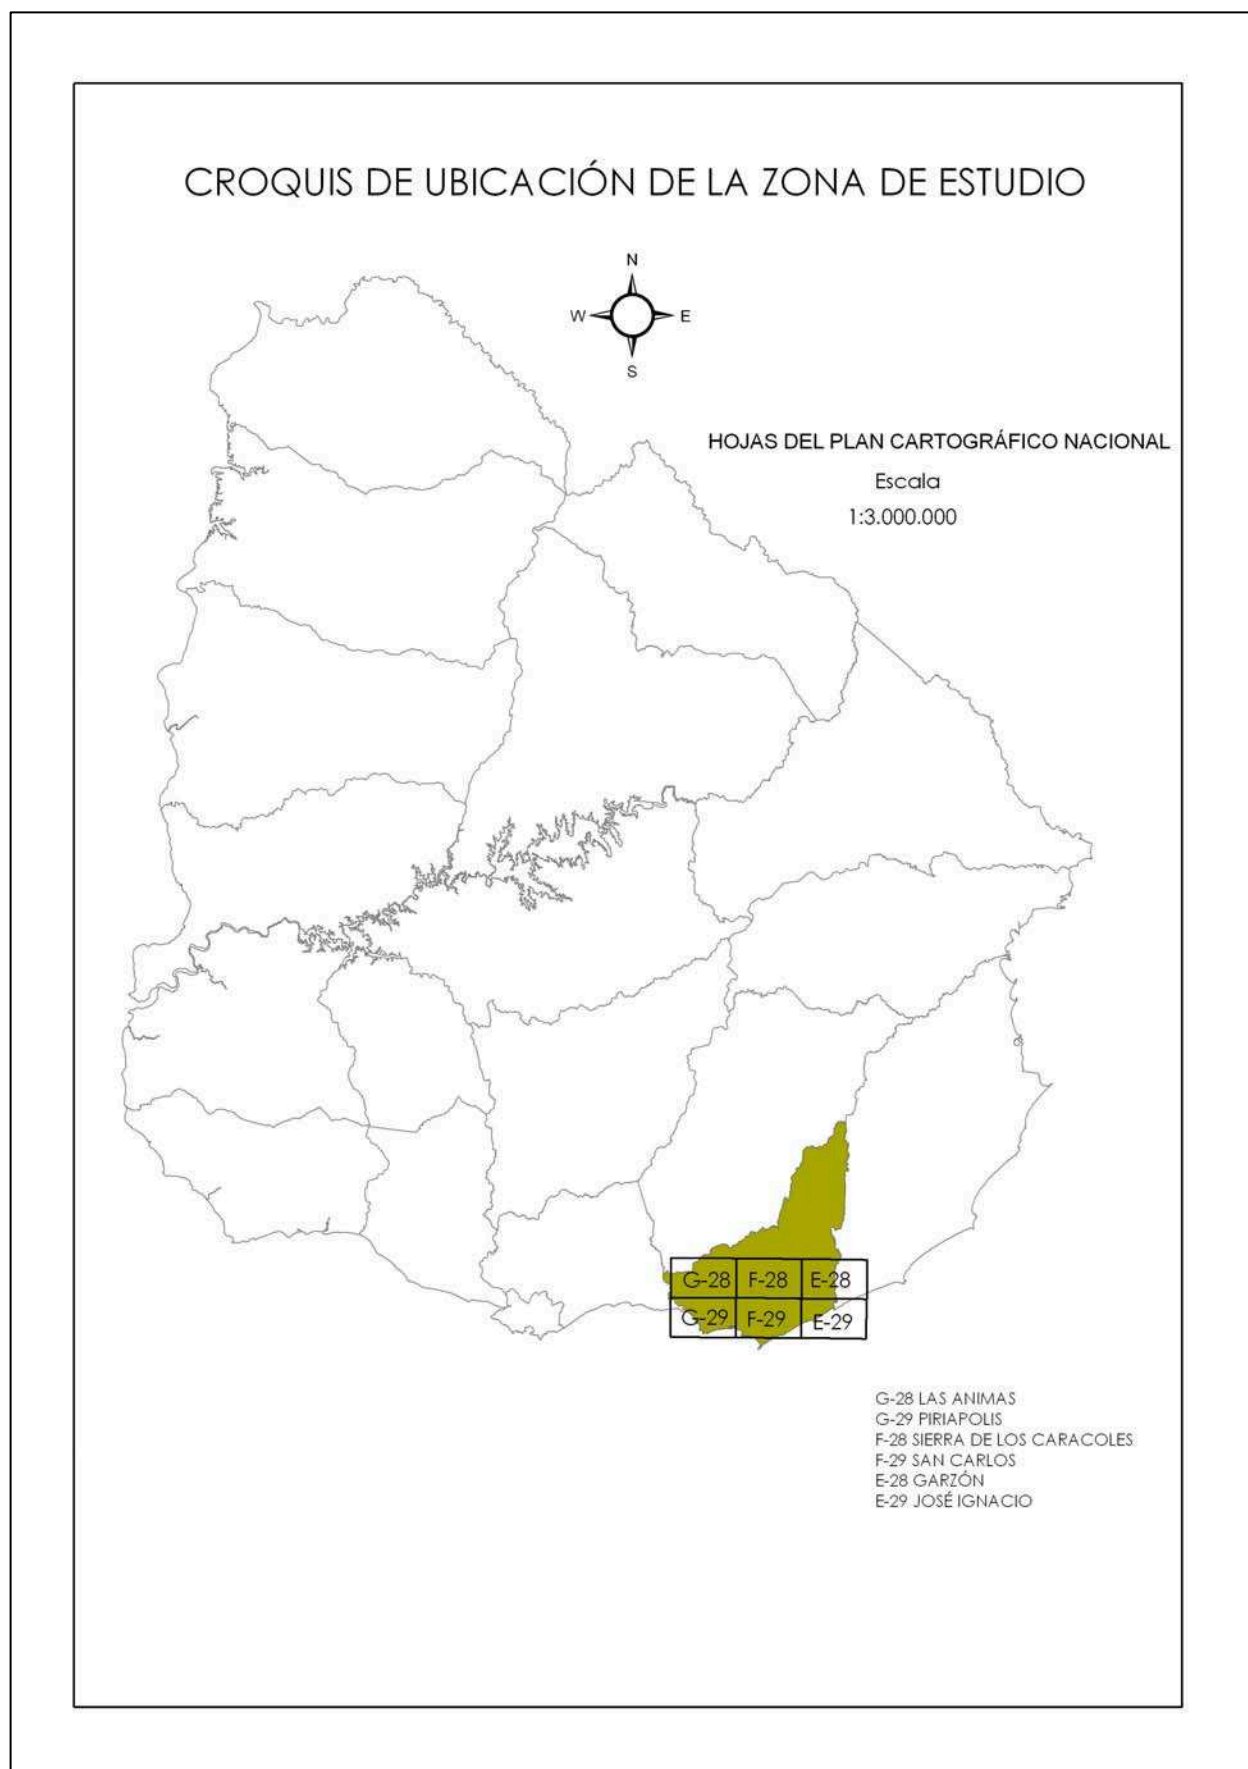 CROQUIS DE UBICACIÓN DE LA ZONA DE ESTUDIO
N
W E
S
HOJAS DEL PLAN CARTOGRÁFICO NACIONAL
Escala
1:3.000.000
G-28 F-28 E-28
G-29 F-29 E-29
G-28 LAS ANIMAS
G-29 PIRIAPOLIS
F-28 SIERRA DE LOS CARACOLES
F-29 SAN CARLOS
E-28 GARZÓN
E-29 JOSÉ IGNACIO